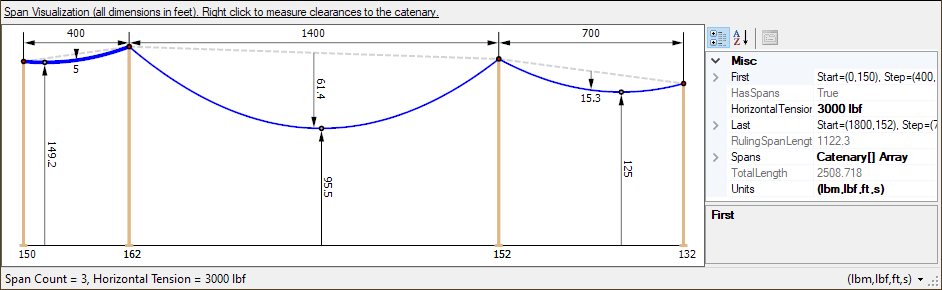 Span Visualization (all dimensions in feet). Right click to measure clearances to the catenary.
400
1400
700
5
61.4
15.3
149.2
95.5
125
150
162
152
132
Misc
First Start=(0,150), Step=(400,
HasSpans True
HorizontalTension 3000 lbf
Last Start=(1800,152), Step=(7
RulingSpanLengt 1122.3
Spans Catenary[] Array
TotalLength 2508.718
Units (lbm,lbf,ft,s)
First
Span Count = 3, Horizontal Tension = 3000 lbf
(lbm,lbf,ft,s)